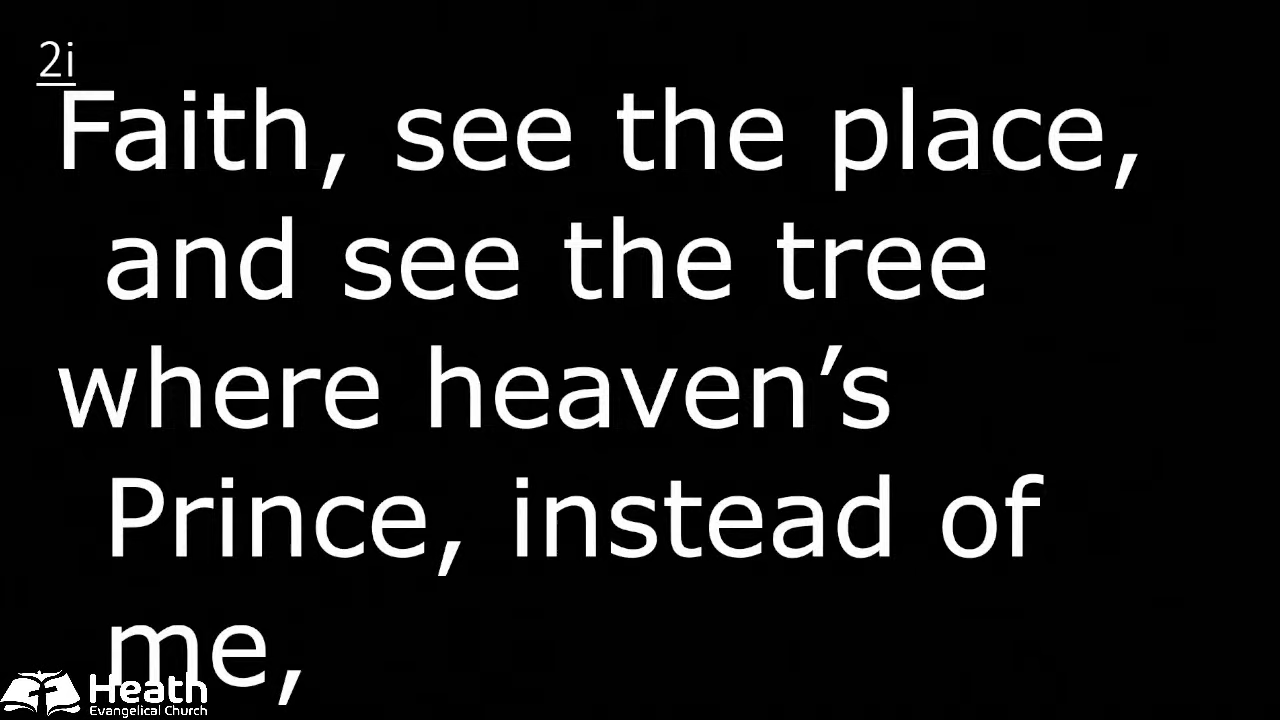 2i
Faith, see the place,
and see the tree
where heaven’s
Prince, instead of
me,
Heath
Evangelical Church